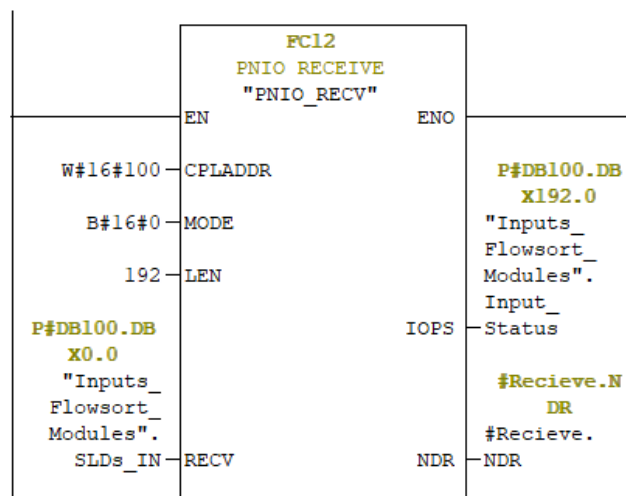 FC12
PNIO RECEIVE
"PNIO_RECV"
EN
ENO
W#16#100
CPLADDR
B#16#0
MODE
192
LEN
P#DB100.DB
X192.0
"Inputs_
Flowsort_
Modules".
Input_
IOPS
Status
P#DB100.DB
X0.0
"Inputs_
Flowsort_
Modules".
SLDs_IN
RECV
#Recieve.N
DR
#Recieve.
NDR
NDR